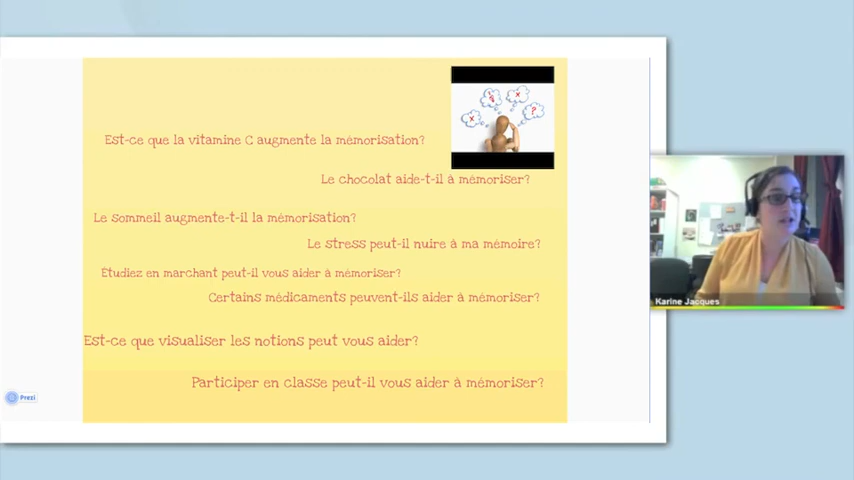 Est-ce que la vitamine C augmente la mémorisation?
Le chocolat aide-t-il à mémoriser?
Le sommeil augmente-t-il la mémorisation?
Le stress peut-il nuire à ma mémoire?
Étudiez en marchant peut-il vous aider à mémoriser?
Certains médicaments peuvent-ils aider à mémoriser?
Est-ce que visualiser les notions peut vous aider?
Participer en classe peut-il vous aider à mémoriser?
Prezi
Karine Jacques